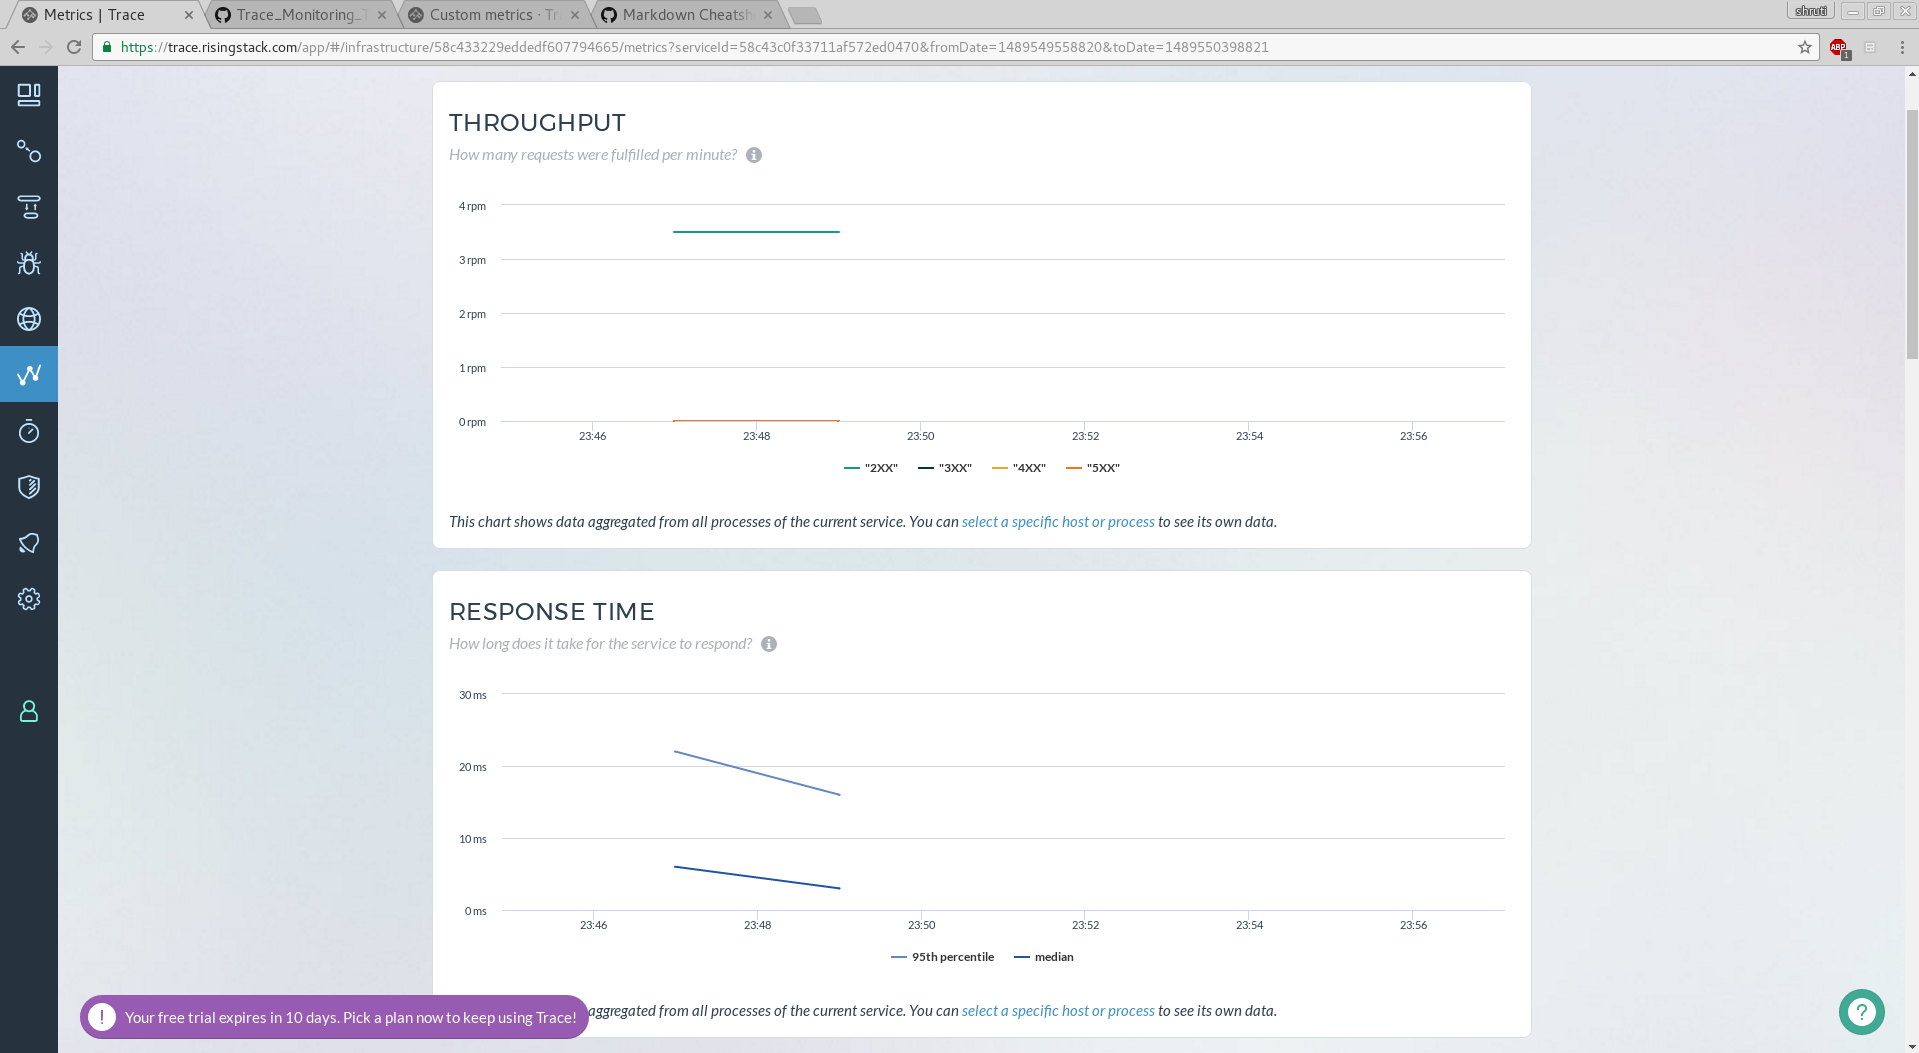 Metrics | Trace
Trace_Monitoring_T
Custom metrics · Tr
Markdown Cheatsh
shruti
https://trace.risingstack.com/app/#/infrastructure/58c433229eddedf607794665/metrics?serviceId=58c43c0f33711af572ed0470&fromDate=1489549558820&toDate=1489550398821
ABP
1
THROUGHPUT
How many requests were fulfilled per minute?
4 rpm
3 rpm
2 rpm
1 rpm
0 rpm
23:46 23:48 23:50 23:52 23:54 23:56
"2XX" "3XX" "4XX" "5XX"
This chart shows data aggregated from all processes of the current service. You can select a specific host or process to see its own data.
RESPONSE TIME
How long does it take for the service to respond?
30 ms
20 ms
10 ms
0 ms
23:46 23:48 23:50 23:52 23:54 23:56
95th percentile median
aggregated from all processes of the current service. You can select a specific host or process to see its own data.
! Your free trial expires in 10 days. Pick a plan now to keep using Trace!
?